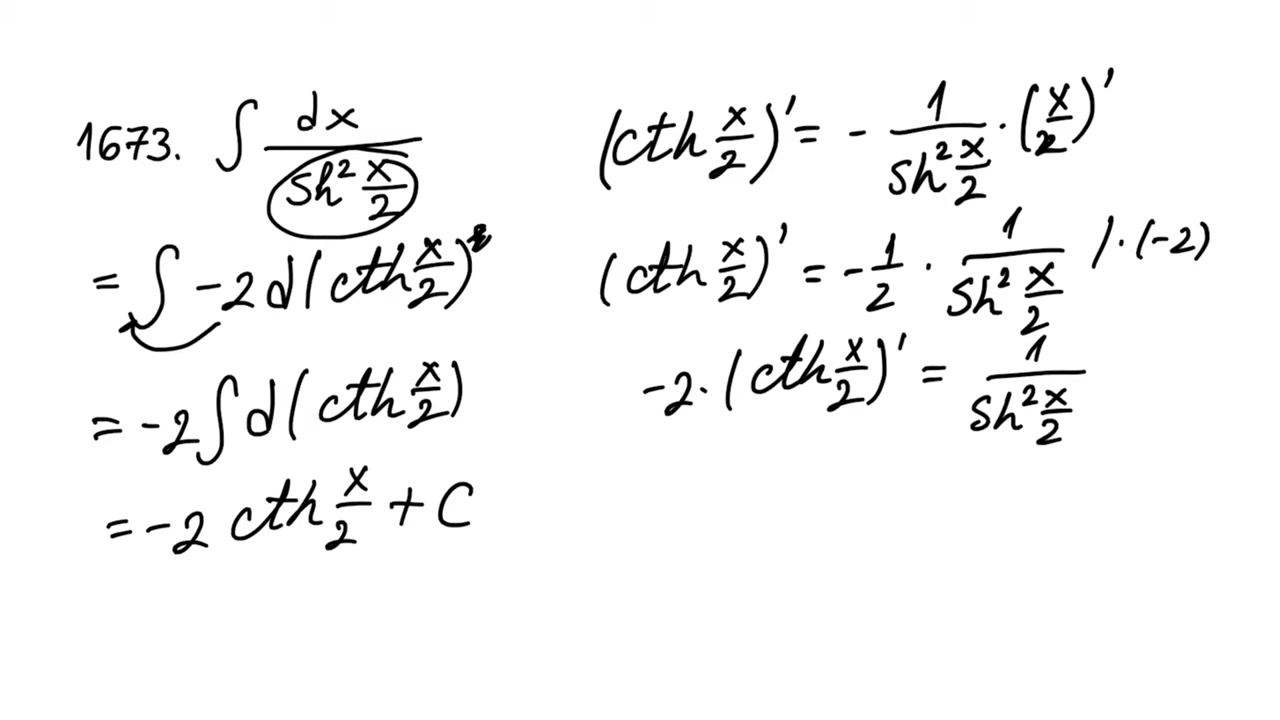 1673. ∫ dx / sh² x/2
= ∫ -2 d(cth x/2)
= -2 ∫ d(cth x/2)
= -2 cth x/2 + C
(cth x/2)' = - 1/(sh² x/2) · (x/2)'
(cth x/2)' = - 1/2 · 1/(sh² x/2) /· (-2)
-2 · (cth x/2)' = 1/(sh² x/2)